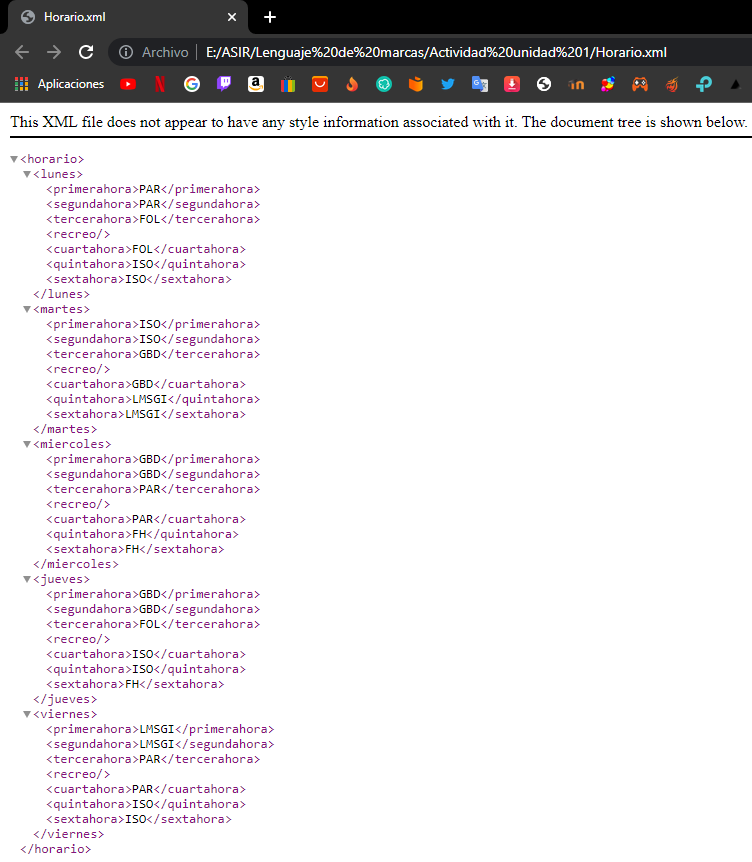 Horario.xml
Archivo | E:/ASIR/Lenguaje%20de%20marcas/Actividad%20unidad%201/Horario.xml
Aplicaciones
This XML file does not appear to have any style information associated with it. The document tree is shown below.
<horario>
<lunes>
<primerahora>PAR</primerahora>
<segundahora>PAR</segundahora>
<tercerahora>FOL</tercerahora>
<recreo/>
<cuartahora>FOL</cuartahora>
<quintahora>ISO</quintahora>
<sextahora>ISO</sextahora>
</lunes>
<martes>
<primerahora>ISO</primerahora>
<segundahora>ISO</segundahora>
<tercerahora>GBD</tercerahora>
<recreo/>
<cuartahora>GBD</cuartahora>
<quintahora>LMSGI</quintahora>
<sextahora>LMSGI</sextahora>
</martes>
<miercoles>
<primerahora>GBD</primerahora>
<segundahora>GBD</segundahora>
<tercerahora>PAR</tercerahora>
<recreo/>
<cuartahora>PAR</cuartahora>
<quintahora>FH</quintahora>
<sextahora>FH</sextahora>
</miercoles>
<jueves>
<primerahora>GBD</primerahora>
<segundahora>GBD</segundahora>
<tercerahora>FOL</tercerahora>
<recreo/>
<cuartahora>ISO</cuartahora>
<quintahora>ISO</quintahora>
<sextahora>FH</sextahora>
</jueves>
<viernes>
<primerahora>LMSGI</primerahora>
<segundahora>LMSGI</segundahora>
<tercerahora>PAR</tercerahora>
<recreo/>
<cuartahora>PAR</cuartahora>
<quintahora>ISO</quintahora>
<sextahora>ISO</sextahora>
</viernes>
</horario>